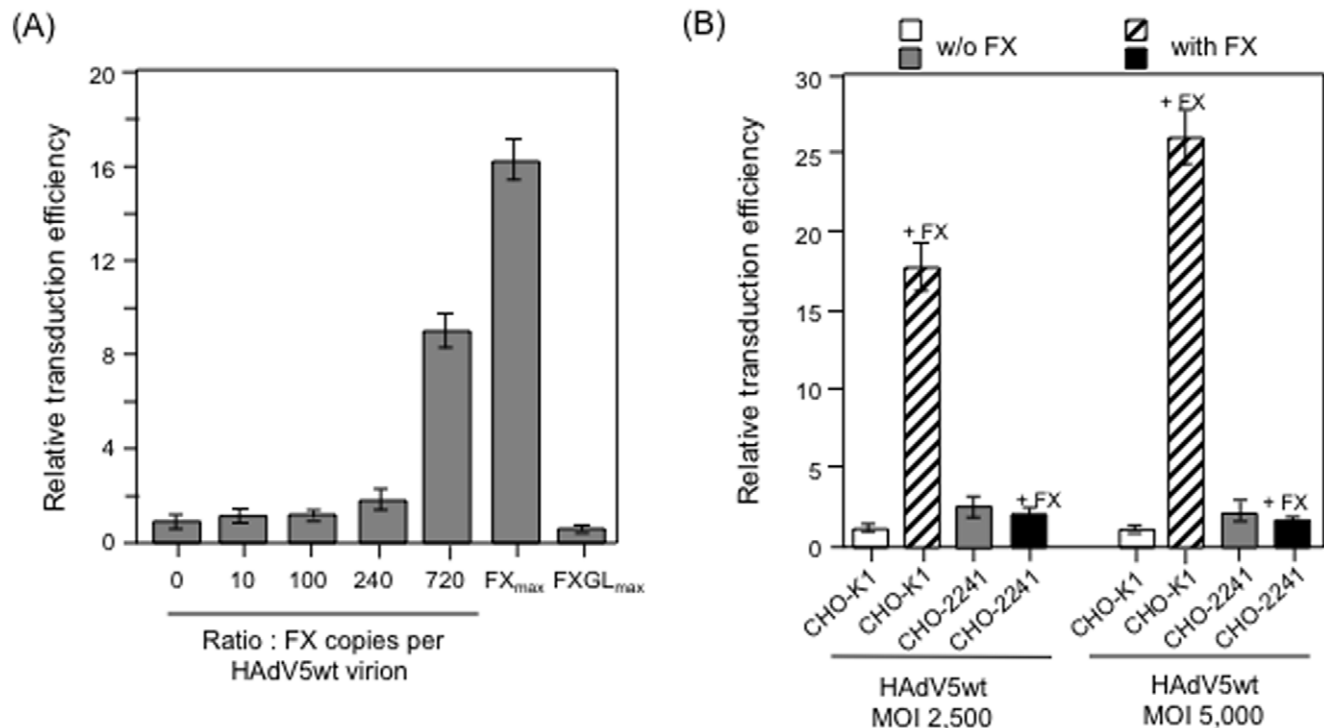 (A)
20
16
12
8
4
0
Relative transduction efficiency
0 10 100 240 720 FXmax FXGLmax
Ratio : FX copies per
HAdV5wt virion
(B)
w/o FX with FX
30
25
20
15
10
5
0
Relative transduction efficiency
+ FX
+ FX
+ FX
+ FX
CHO-K1 CHO-K1 CHO-2241 CHO-2241 CHO-K1 CHO-K1 CHO-2241 CHO-2241
HAdV5wt
MOI 2,500
HAdV5wt
MOI 5,000